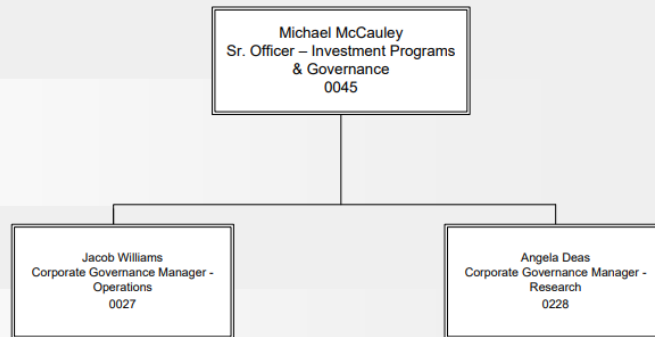 Michael McCauley
Sr. Officer – Investment Programs
& Governance
0045
Jacob Williams
Corporate Governance Manager -
Operations
0027
Angela Deas
Corporate Governance Manager -
Research
0228